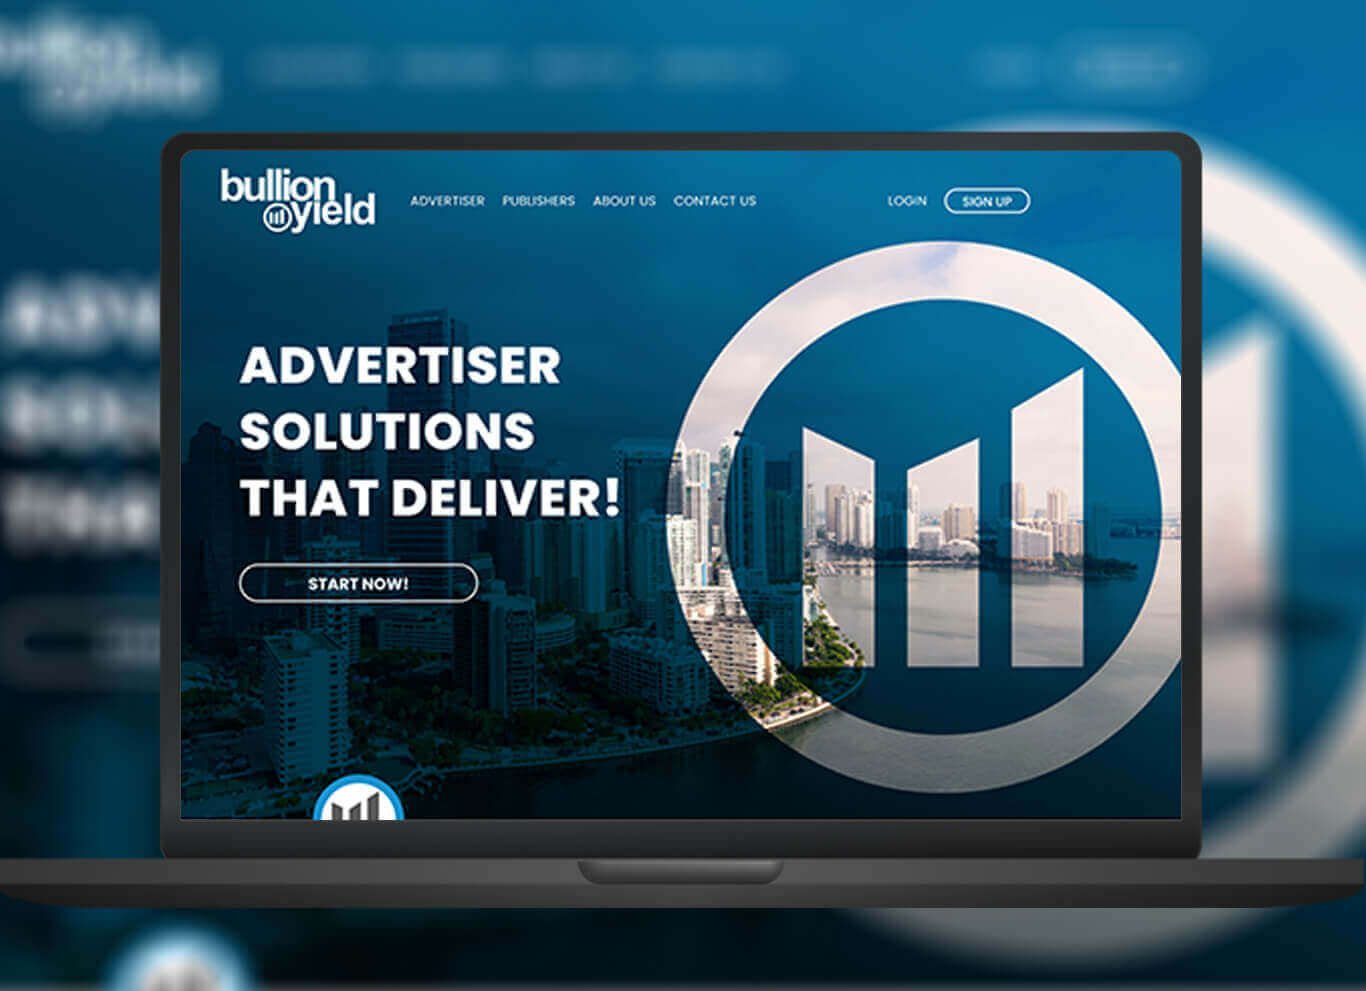 bullion
yield
ADVERTISER PUBLISHERS ABOUT US CONTACT US
LOGIN SIGN UP
ADVERTISER
SOLUTIONS
THAT DELIVER!
START NOW!